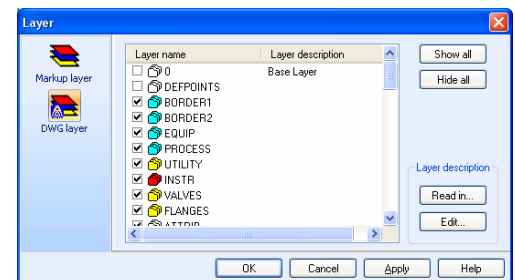 Layer
Markup layer
DWG layer
Layer name Layer description
0 Base Layer
DEFPOINTS
BORDER1
BORDER2
EQUIP
PROCESS
UTILITY
INSTR
VALVES
FLANGES
ATTRIB
Show all
Hide all
Layer description
Read in...
Edit...
OK Cancel Apply Help